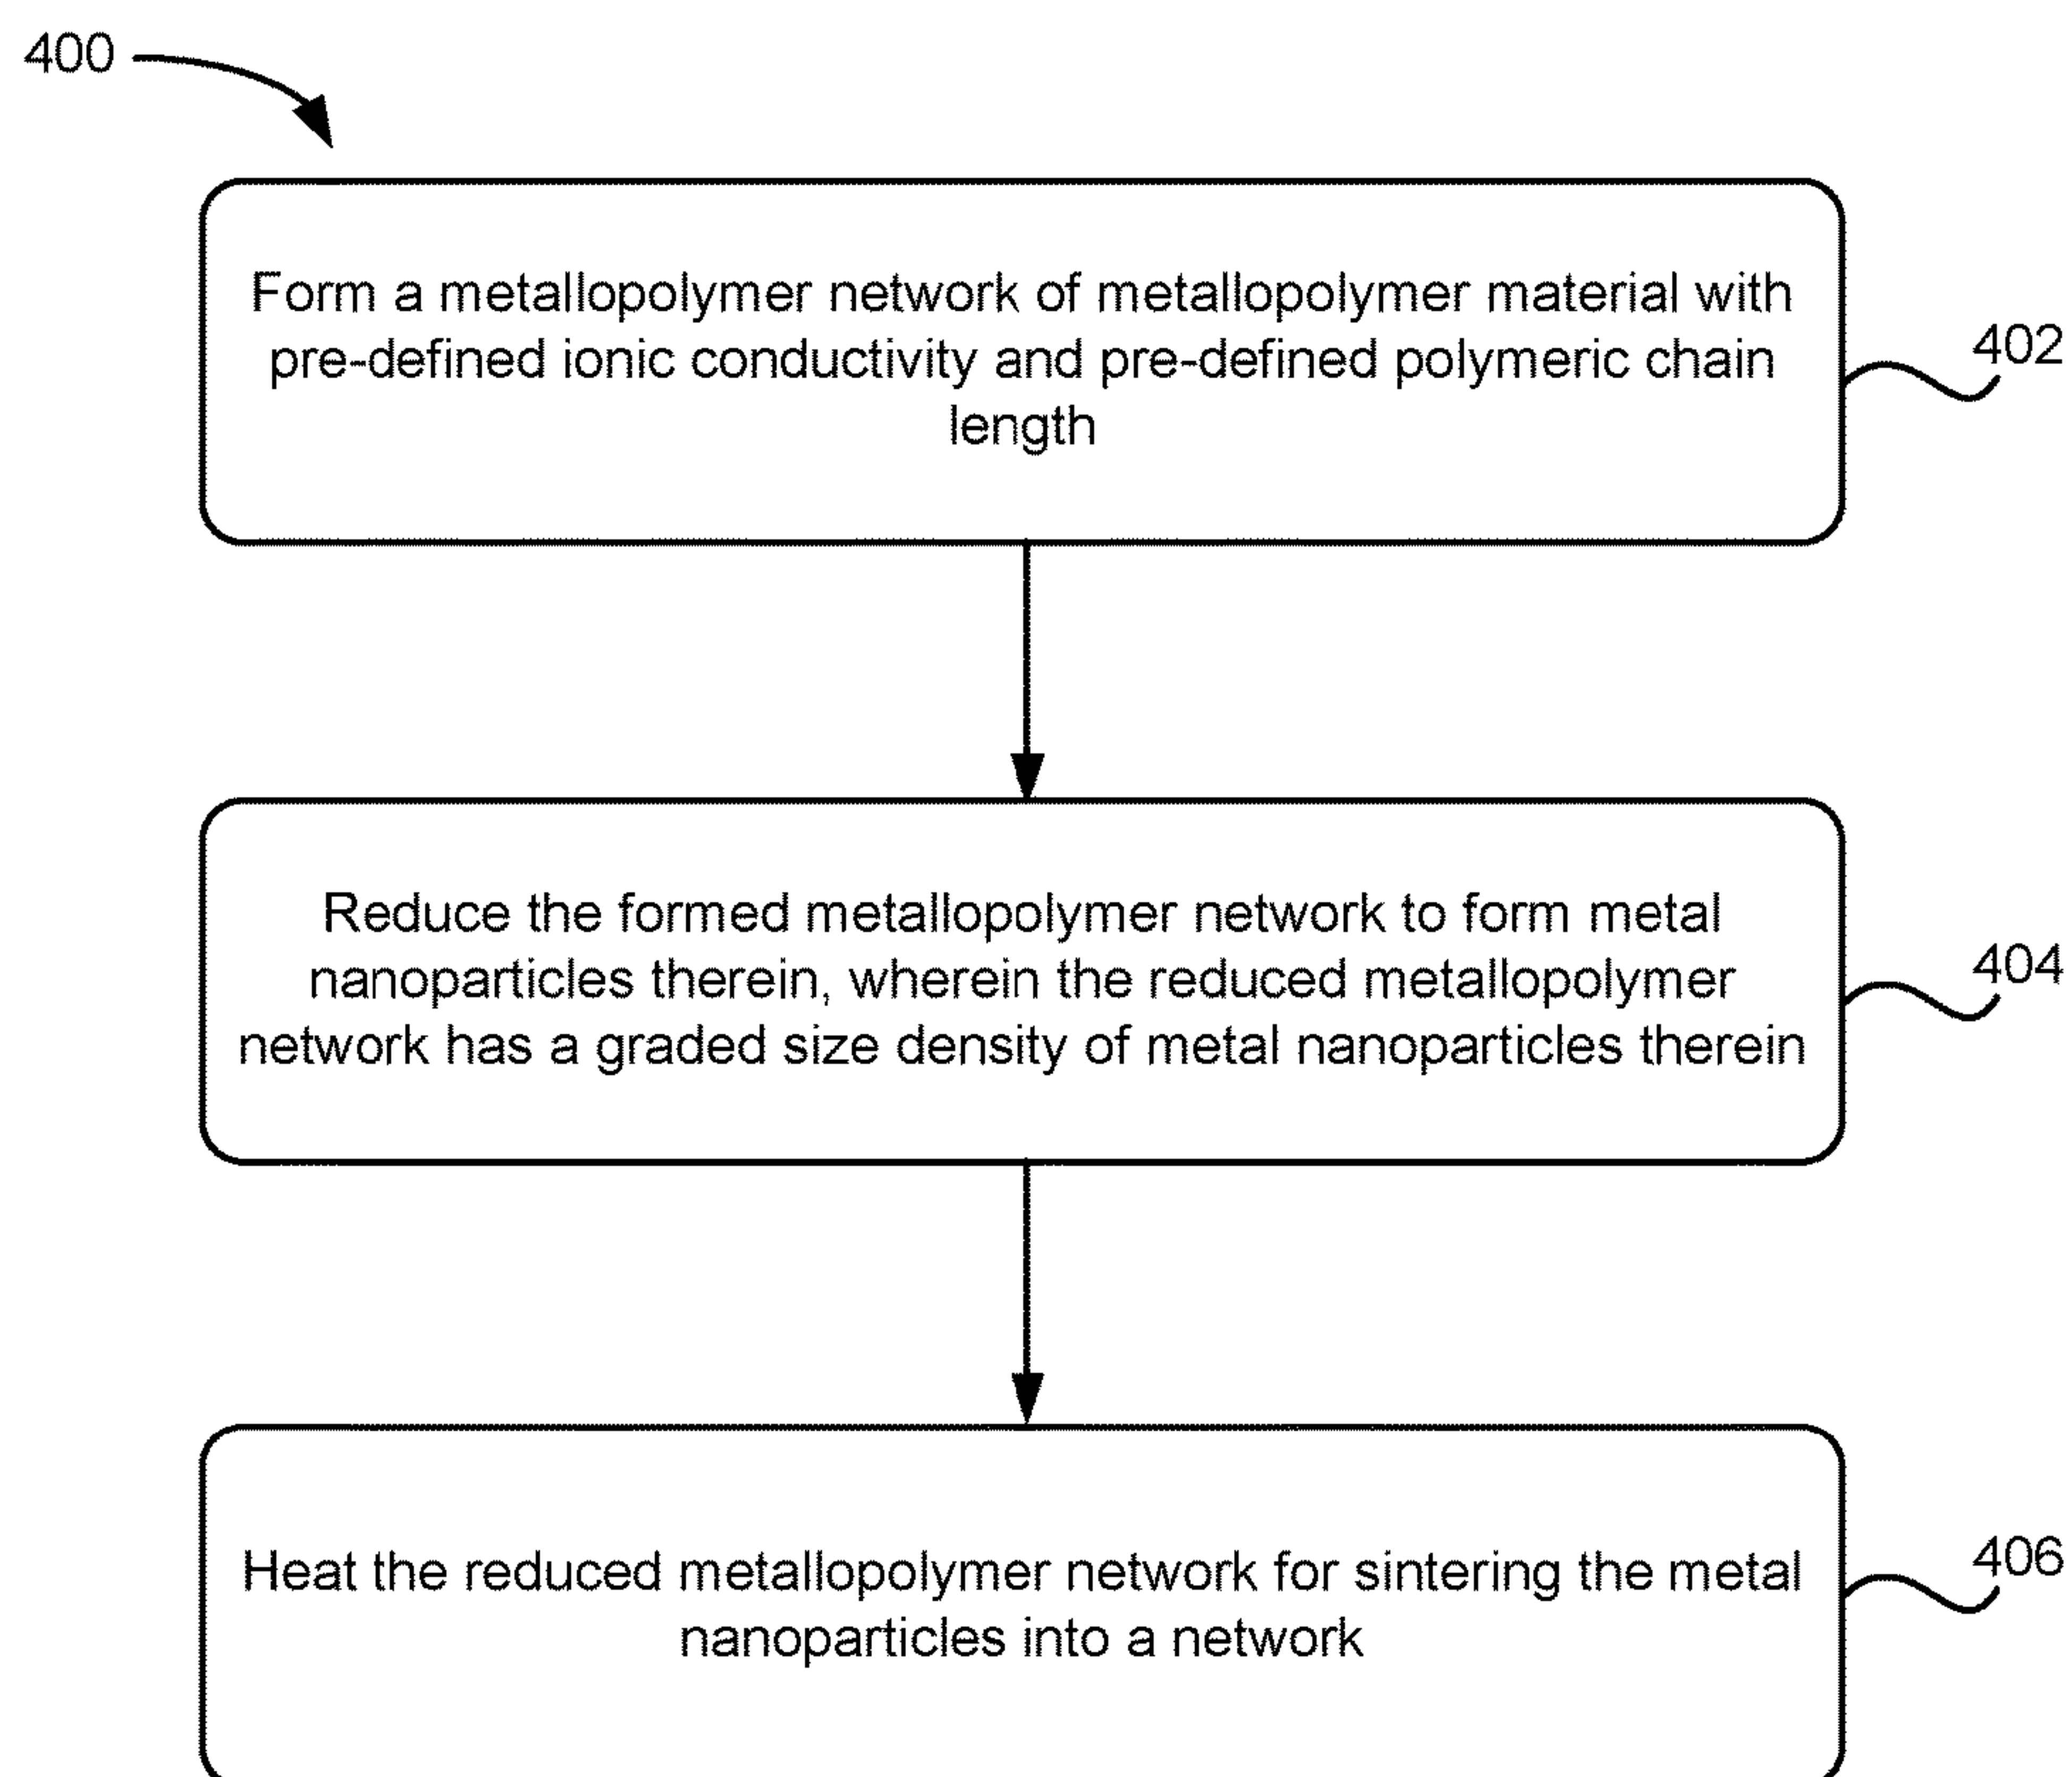 400
Form a metallopolymer network of metallopolymer material with
pre-defined ionic conductivity and pre-defined polymeric chain
length
402
Reduce the formed metallopolymer network to form metal
nanoparticles therein, wherein the reduced metallopolymer
network has a graded size density of metal nanoparticles therein
404
Heat the reduced metallopolymer network for sintering the metal
nanoparticles into a network
406